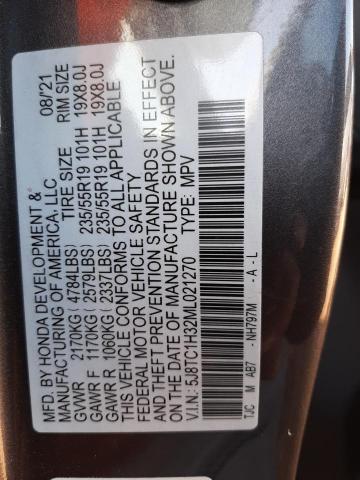 MFD. BY HONDA DEVELOPMENT & 08/'21
MANUFACTURING OF AMERICA, LLC.
TIRE SIZE RIM SIZE
GVWR 2170KG (4784LBS)
GAWR F 1170KG (2579LBS) 235/55R19 101H 19X8.0J
GAWR R 1060KG (2337LBS) 235/55R19 101H 19X8.0J
THIS VEHICLE CONFORMS TO ALL APPLICABLE
FEDERAL MOTOR VEHICLE SAFETY
AND THEFT PREVENTION STANDARDS IN EFFECT
ON THE DATE OF MANUFACTURE SHOWN ABOVE.
V.I.N.: 5J8TC1H32ML021270 TYPE: MPV
TJC M AB7 - NH797M - A - L